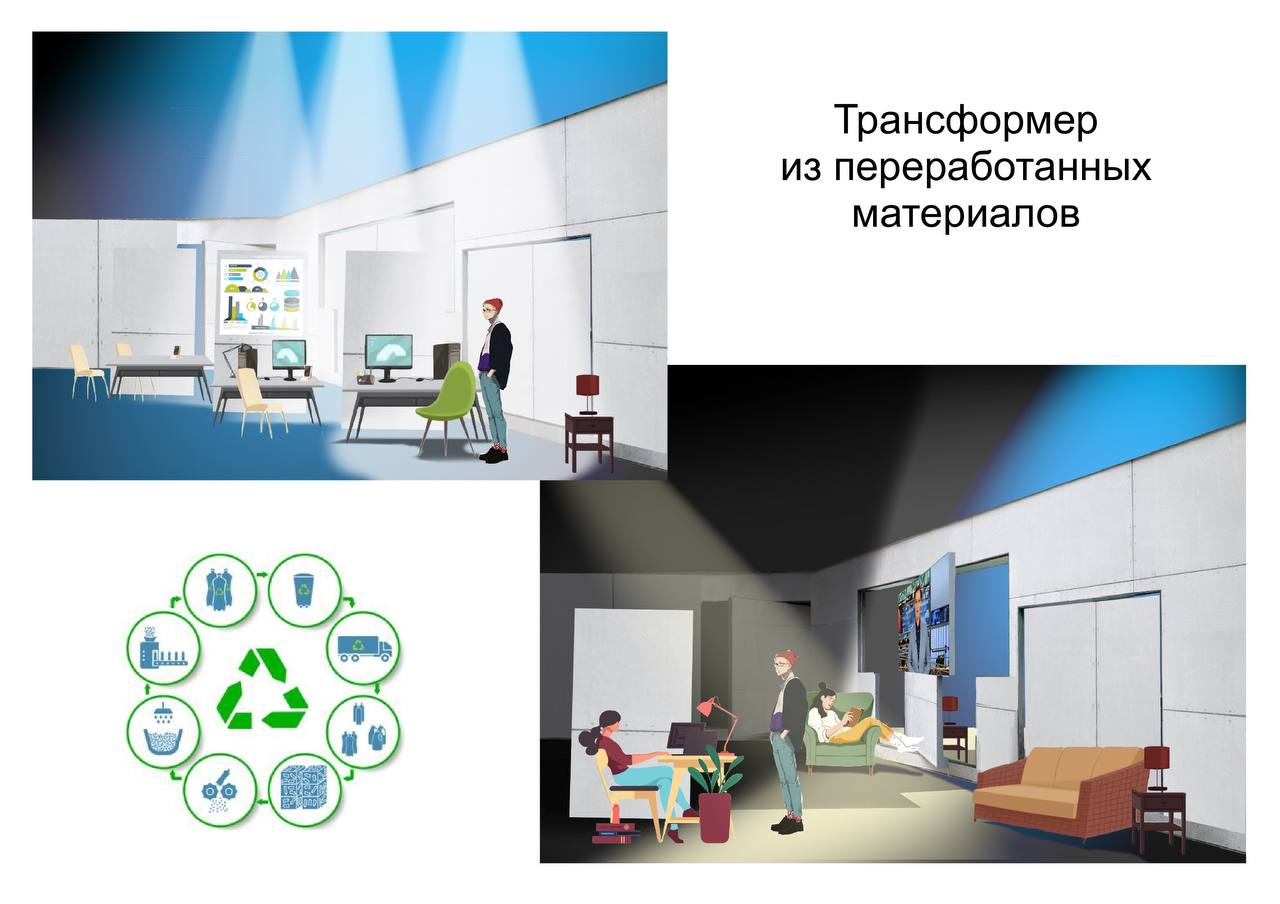 Трансформер
из переработанных
материалов